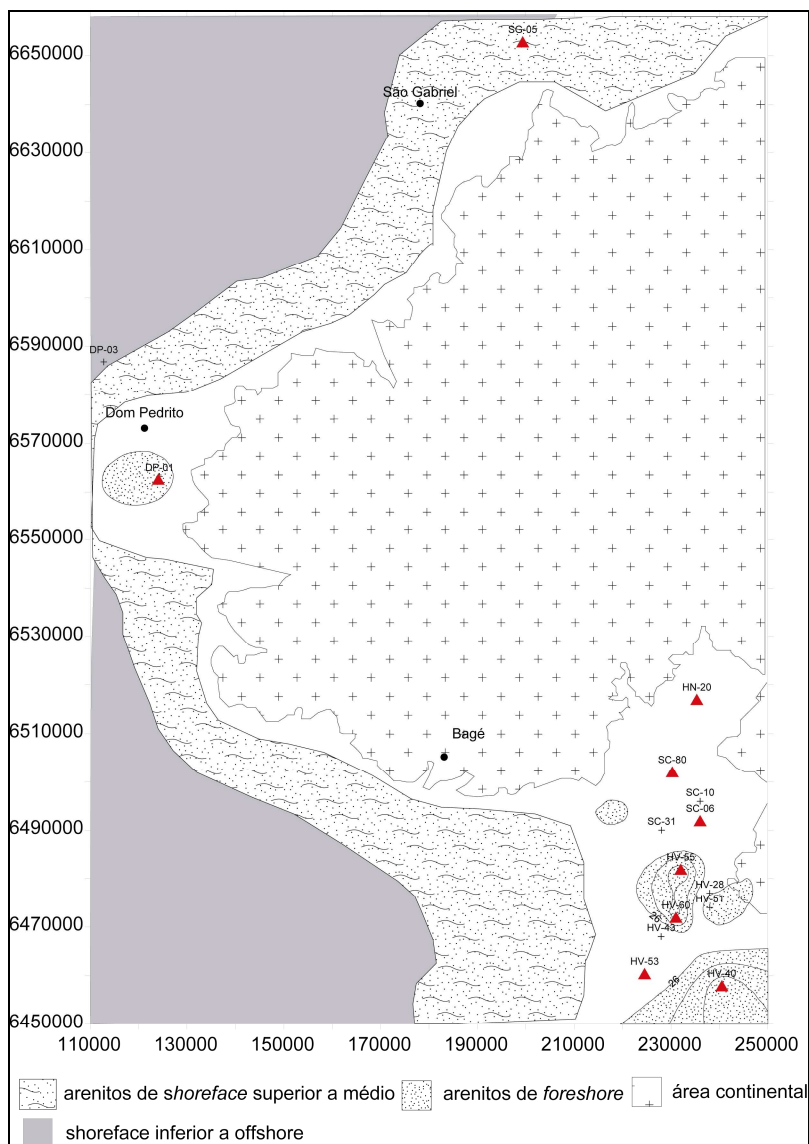 SG-05
6650000
São Gabriel
6630000
6610000
6590000
DP-03
Dom Pedrito
6570000
DP-01
6550000
6530000
HN-20
6510000
Bagé
SC-80
SC-10
SC-06
6490000
SC-31
HV-55
HV-28
6470000
HV-60
HV-51
26
HV-43
HV-53
26
HV-40
6450000
110000 130000 150000 170000 190000 210000 230000 250000
arenitos de shoreface superior a médio arenitos de foreshore área continental
shoreface inferior a offshore